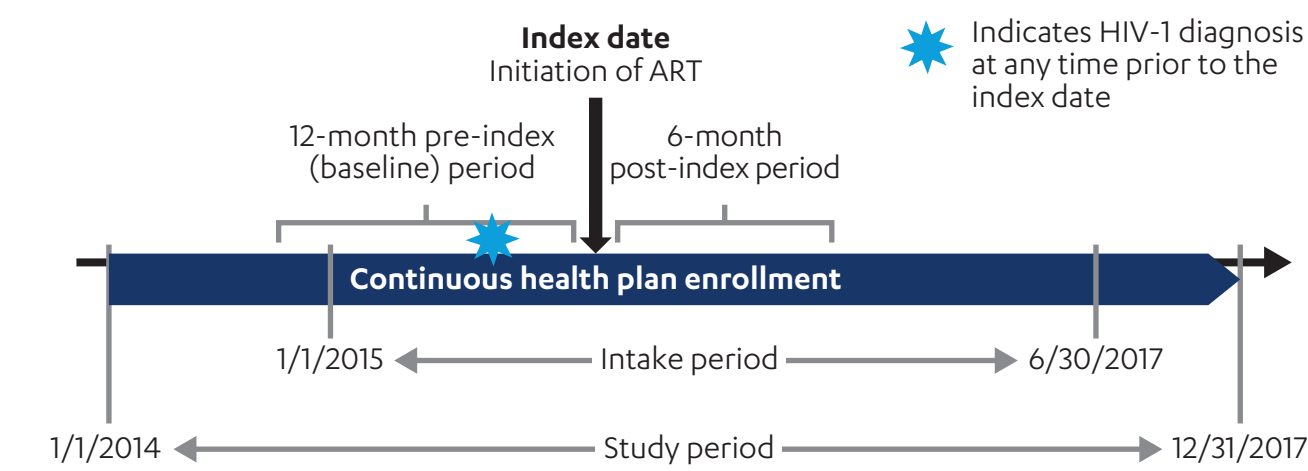 Index date
Initiation of ART
Indicates HIV-1 diagnosis
at any time prior to the
index date
12-month pre-index
(baseline) period
6-month
post-index period
Continuous health plan enrollment
1/1/2015
Intake period
6/30/2017
1/1/2014
Study period
12/31/2017